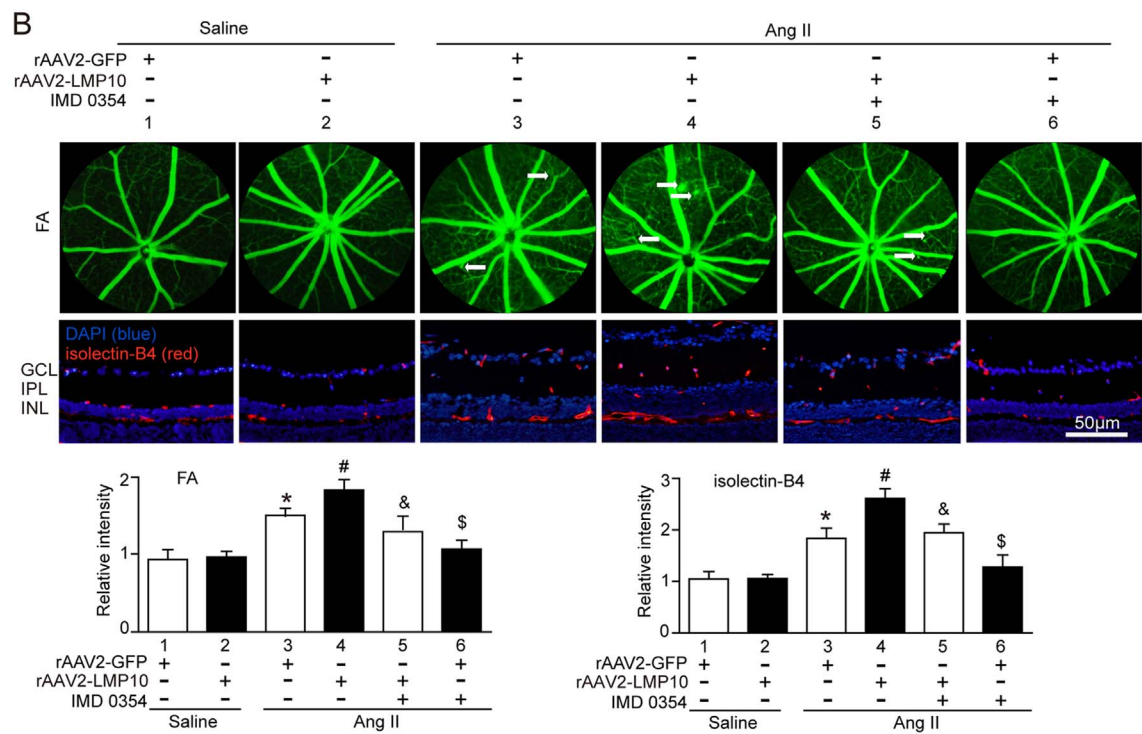 B
Saline Ang II
rAAV2-GFP + - + - - +
rAAV2-LMP10 - + - + + -
IMD 0354 - - - - + +
1 2 3 4 5 6
FA
DAPI (blue)
isolectin-B4 (red)
GCL
IPL
INL
50μm
FA
Relative intensity
2
1
0
* # & $
1 2 3 4 5 6
rAAV2-GFP + - + - - +
rAAV2-LMP10 - + - + + -
IMD 0354 - - - - + +
Saline Ang II
isolectin-B4
Relative intensity
3
2
1
0
* # & $
1 2 3 4 5 6
rAAV2-GFP + - + - - +
rAAV2-LMP10 - + - + + -
IMD 0354 - - - - + +
Saline Ang II